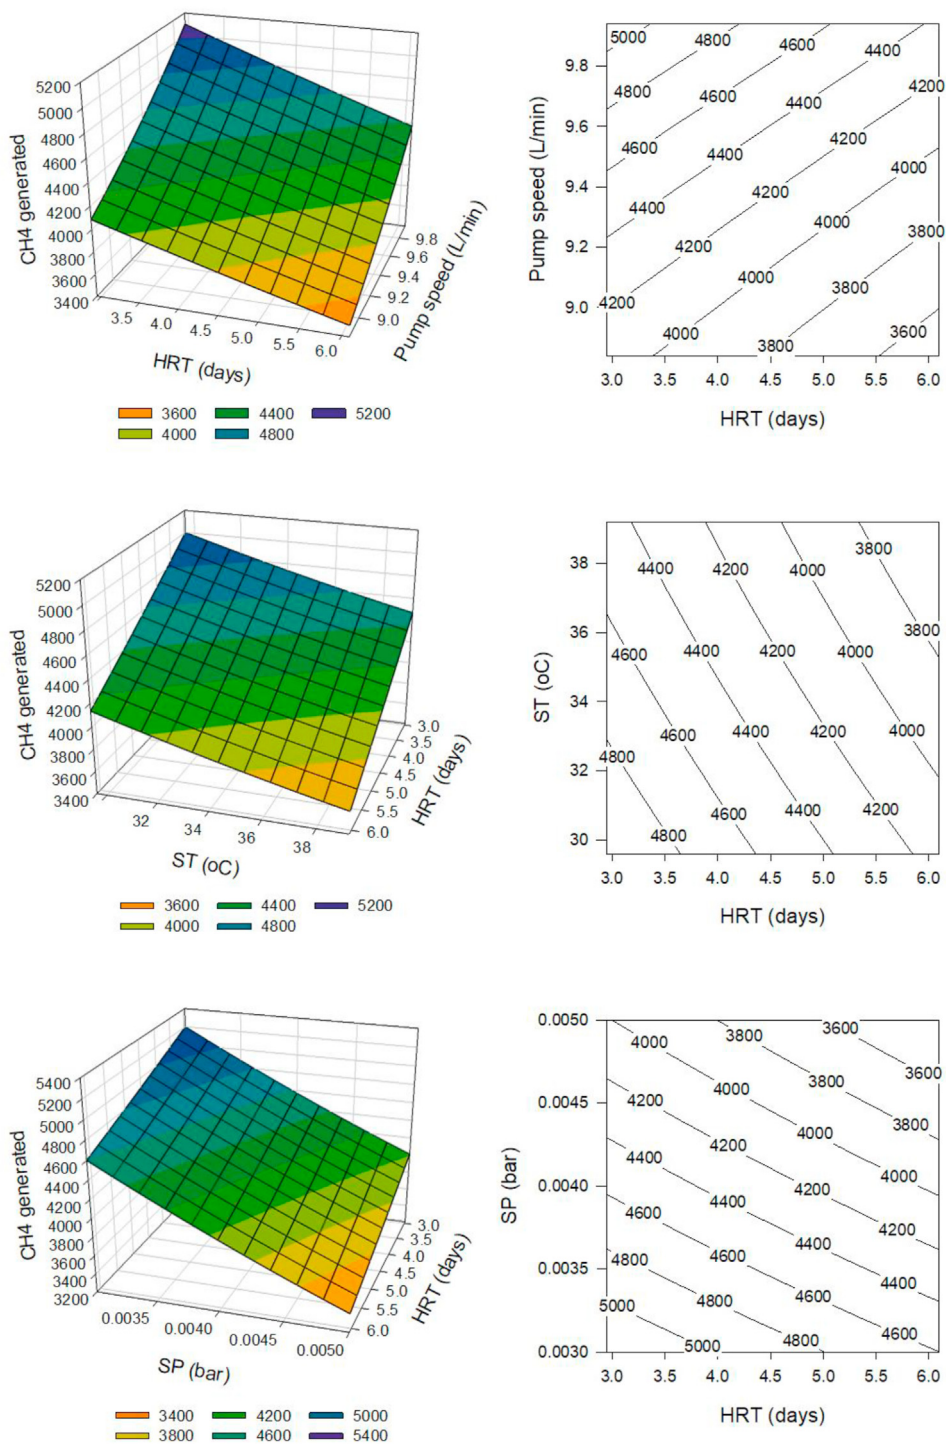 5200
5000
4800
4600
4400
4200
4000
3800
3600
3400
CH4 generated
3.5
4.0
4.5
5.0
5.5
6.0
HRT (days)
9.8
9.6
9.4
9.2
9.0
Pump speed (L/min)
3600 4400 5200
4000 4800
5000 4800 4600 4400
4800 4600 4400 4200
4600 4400 4200 4000
4400 4200 4000 3800
4200 4000 3800 3600
4000 3800
9.8
9.6
9.4
9.2
9.0
Pump speed (L/min)
3.0 3.5 4.0 4.5 5.0 5.5 6.0
HRT (days)
5200
5000
4800
4600
4400
4200
4000
3800
3600
3400
CH4 generated
32
34
36
38
ST (oC)
3.0
3.5
4.0
4.5
5.0
5.5
6.0
HRT (days)
3600 4400 5200
4000 4800
4400 4200 4000 3800
4600 4400 4200 4000 3800
4800 4600 4400 4200 4000
4800 4600 4400 4200
38
36
34
32
30
ST (oC)
3.0 3.5 4.0 4.5 5.0 5.5 6.0
HRT (days)
5400
5200
5000
4800
4600
4400
4200
4000
3800
3600
3400
3200
CH4 generated
0.0035
0.0040
0.0045
0.0050
SP (bar)
3.0
3.5
4.0
4.5
5.0
5.5
6.0
HRT (days)
3400 4200 5000
3800 4600 5400
4000 3800 3600
4200 4000 3800 3600
4400 4200 4000 3800
4600 4400 4200 4000
4800 4600 4400 4200
5000 4800 4600 4400
5000 4800 4600
0.0050
0.0045
0.0040
0.0035
0.0030
SP (bar)
3.0 3.5 4.0 4.5 5.0 5.5 6.0
HRT (days)